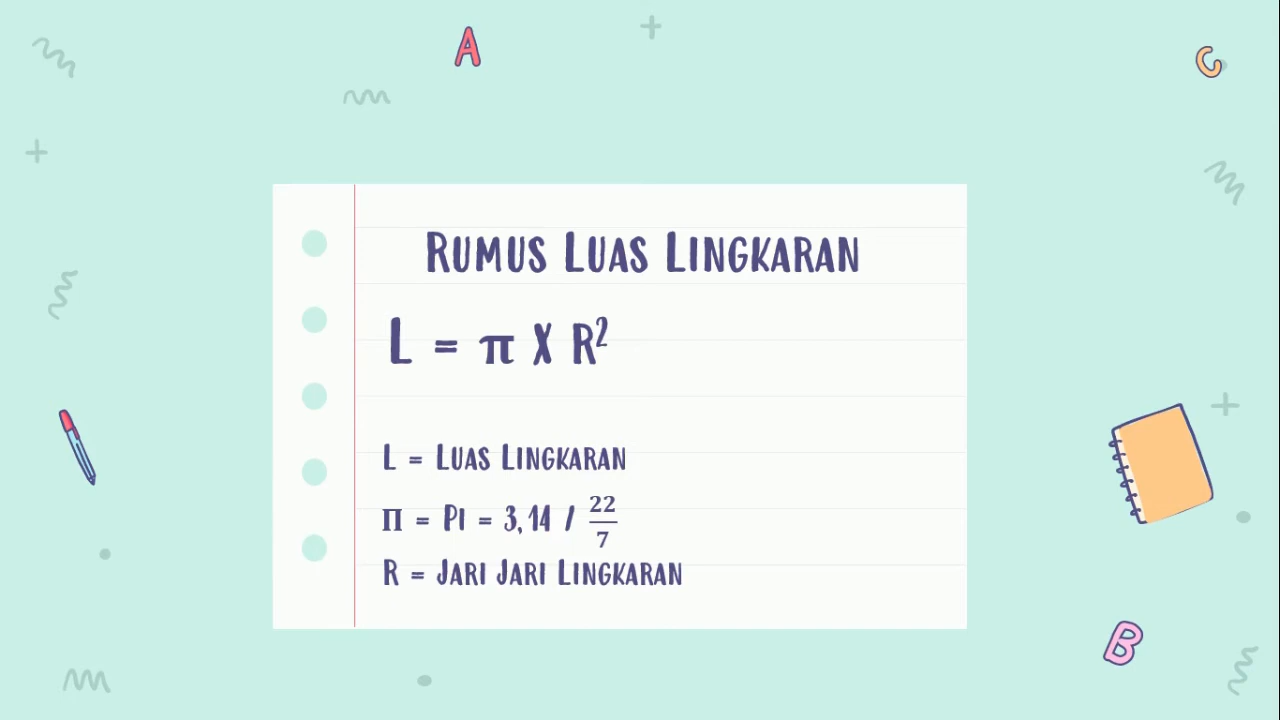 A
C
Rumus Luas Lingkaran
L = π x R²
L = Luas Lingkaran
Π = Pi = 3,14 / 22/7
R = Jari Jari Lingkaran
B